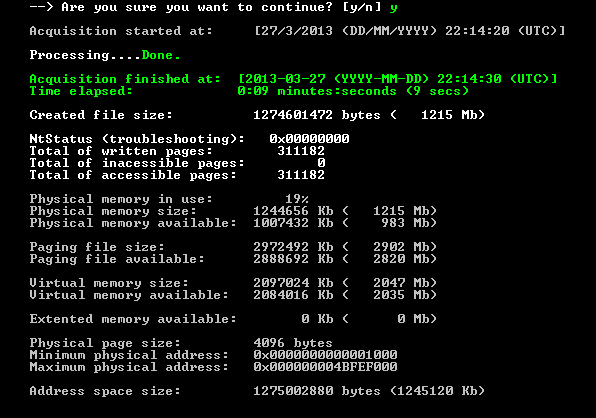 --> Are you sure you want to continue? [y/n] y
Acquisition started at: [27/3/2013 (DD/MM/YYYY) 22:14:20 (UTC)]
Processing....Done.
Acquisition finished at: [2013-03-27 (YYYY-MM-DD) 22:14:30 (UTC)]
Time elapsed: 0:09 minutes:seconds (9 secs)
Created file size: 1274601472 bytes ( 1215 Mb)
NtStatus (troubleshooting): 0x00000000
Total of written pages: 311182
Total of inacessible pages: 0
Total of accessible pages: 311182
Physical memory in use: 19%
Physical memory size: 1244656 Kb ( 1215 Mb)
Physical memory available: 1007432 Kb ( 983 Mb)
Paging file size: 2972492 Kb ( 2902 Mb)
Paging file available: 2888692 Kb ( 2820 Mb)
Virtual memory size: 2097024 Kb ( 2047 Mb)
Virtual memory available: 2084016 Kb ( 2035 Mb)
Extented memory available: 0 Kb ( 0 Mb)
Physical page size: 4096 bytes
Minimum physical address: 0x0000000000001000
Maximum physical address: 0x000000004BFEF000
Address space size: 1275002880 bytes (1245120 Kb)